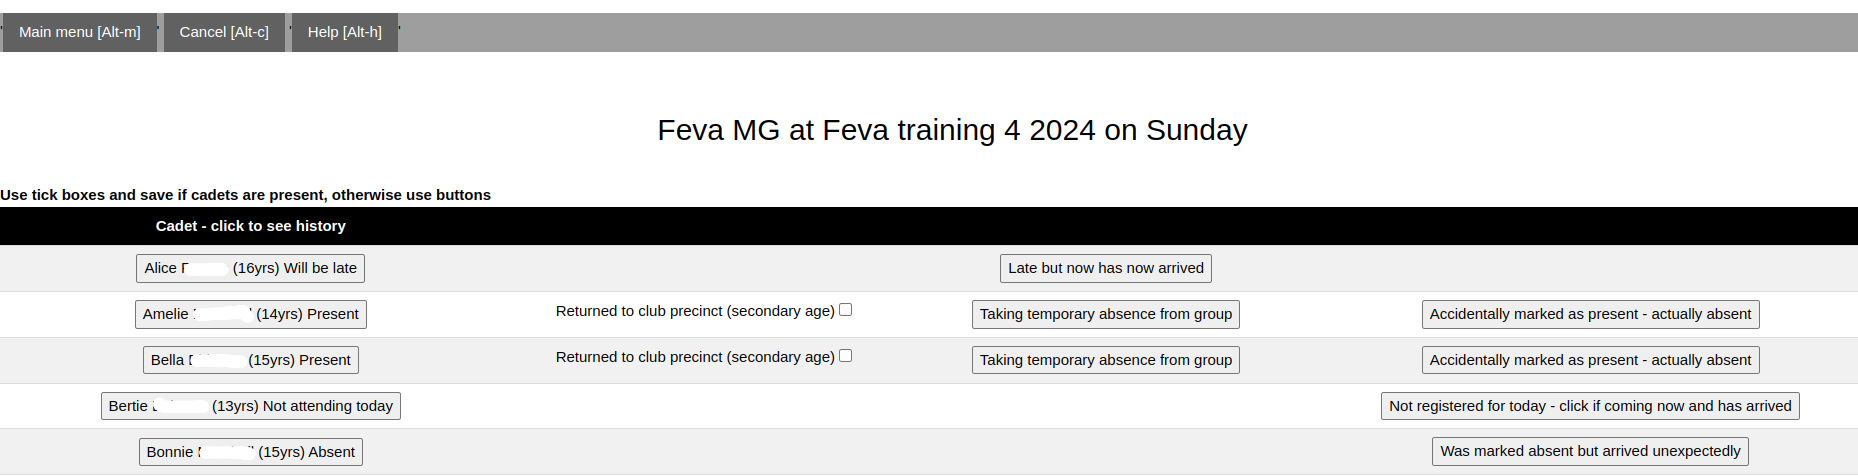 Main menu [Alt-m] Cancel [Alt-c] Help [Alt-h]
Feva MG at Feva training 4 2024 on Sunday
Use tick boxes and save if cadets are present, otherwise use buttons
Cadet - click to see history
Alice (16yrs) Will be late Late but now has now arrived
Amelie (14yrs) Present Returned to club precinct (secondary age) Taking temporary absence from group Accidentally marked as present - actually absent
Bella (15yrs) Present Returned to club precinct (secondary age) Taking temporary absence from group Accidentally marked as present - actually absent
Bertie (13yrs) Not attending today Not registered for today - click if coming now and has arrived
Bonnie (15yrs) Absent Was marked absent but arrived unexpectedly